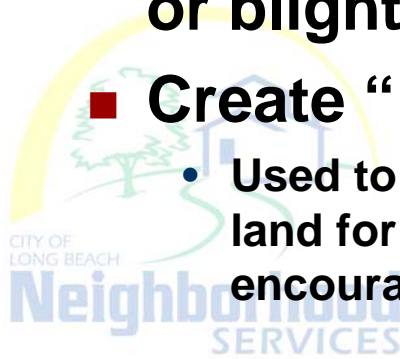 or blight
■ Create “
• Used to
land for
encoura
CITY OF
LONG BEACH
Neighborhood
SERVICES